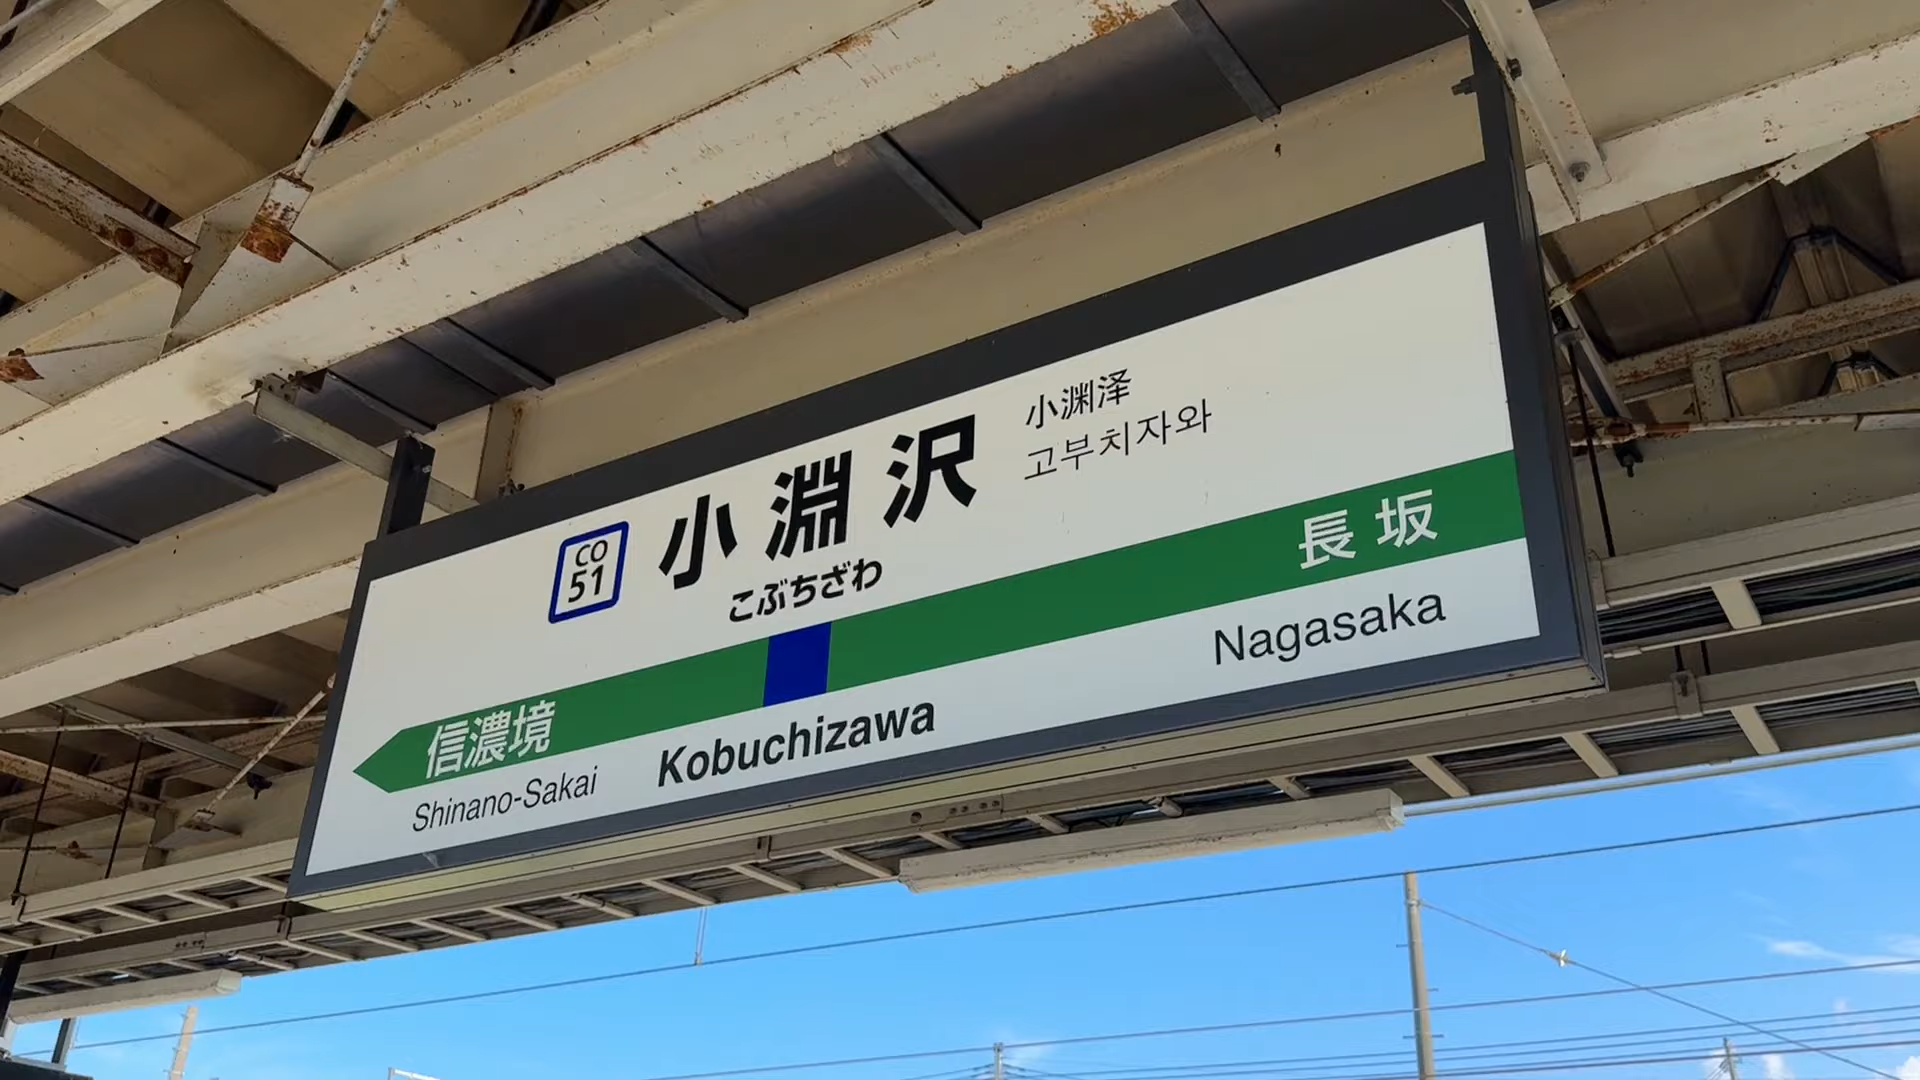 CO
51
小淵沢
こぶちざわ
小渊泽
고부치자와
長坂
Nagasaka
信濃境
Shinano-Sakai
Kobuchizawa